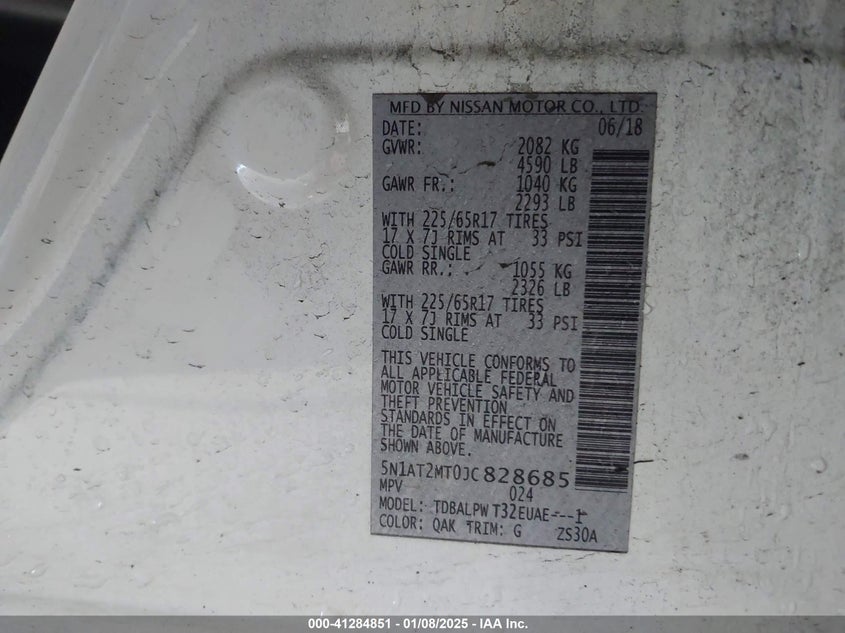 MFD BY NISSAN MOTOR CO., LTD.
DATE: 06/18
GVWR: 2082 KG
4590 LB
GAWR FR.: 1040 KG
2293 LB
WITH 225/65R17 TIRES
17 X 7J RIMS AT 33 PSI
COLD SINGLE
GAWR RR.: 1055 KG
2326 LB
WITH 225/65R17 TIRES
17 X 7J RIMS AT 33 PSI
COLD SINGLE
THIS VEHICLE CONFORMS TO
ALL APPLICABLE FEDERAL
MOTOR VEHICLE SAFETY AND
THEFT PREVENTION
STANDARDS IN EFFECT ON
THE DATE OF MANUFACTURE
SHOWN ABOVE.
5N1AT2MT0JC828685
MPV 024
MODEL: TDBALPW T32EUAE---1
COLOR: QAK TRIM: G ZS30A
000-41284851 - 01/08/2025 - IAA Inc.